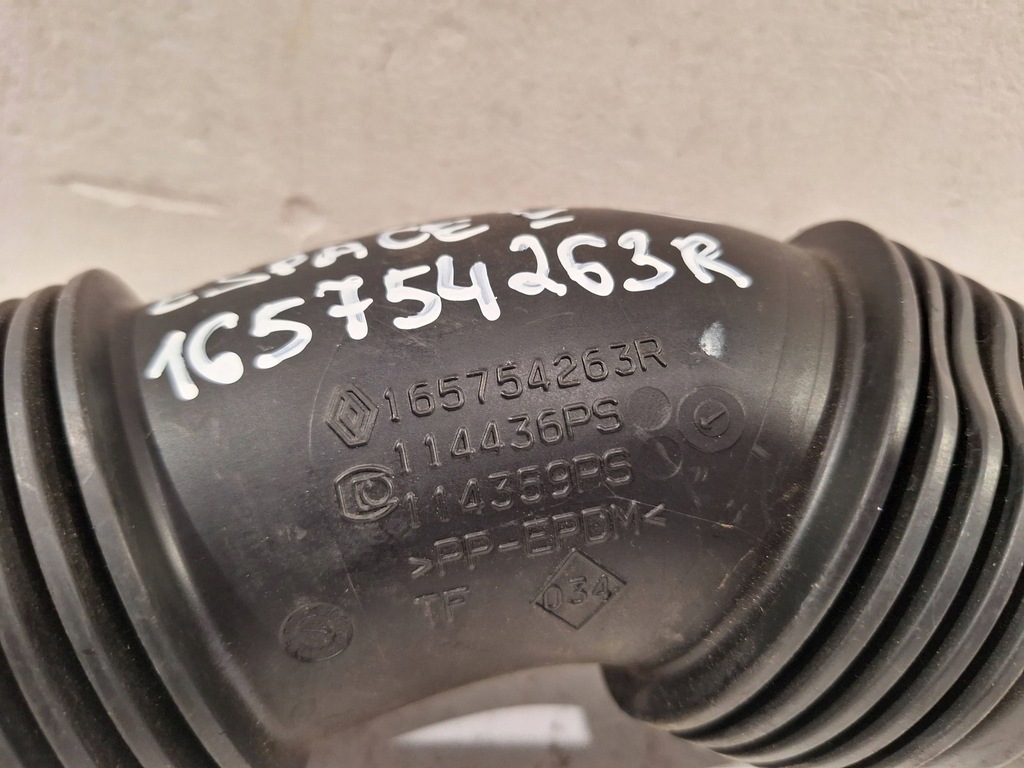 ESPACE V
165754263R
165754263R
114436PS
114359PS
>PP-EPDM<
TF
034